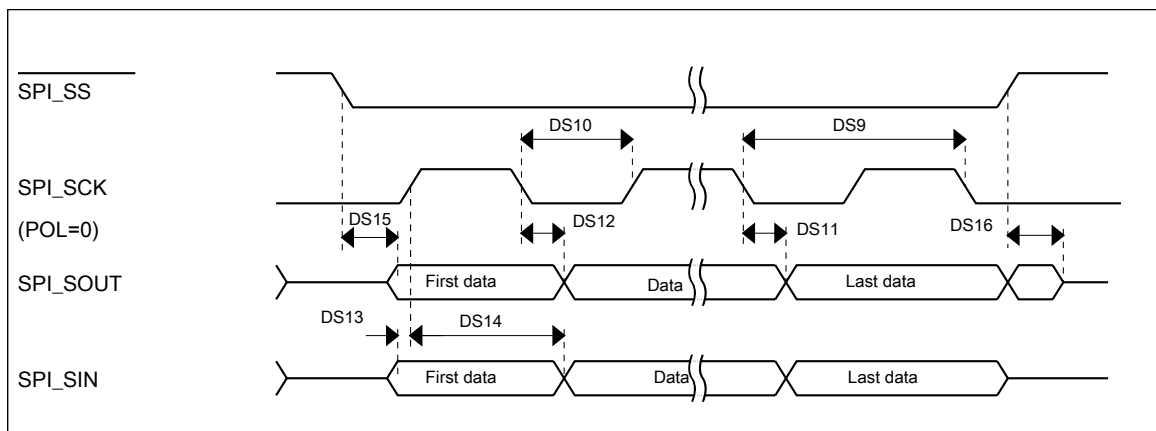 SPI_SS
DS10
DS9
SPI_SCK
(POL=0)
DS15
DS12
DS11
DS16
SPI_SOUT
First data
Data
Last data
DS13
DS14
SPI_SIN
First data
Data
Last data